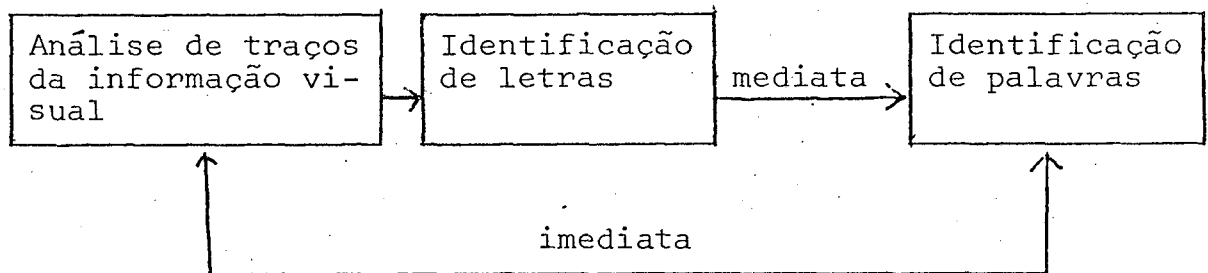 Análise de traços
da informação vi-
sual
Identificação
de letras
mediata
Identificação
de palavras
imediata